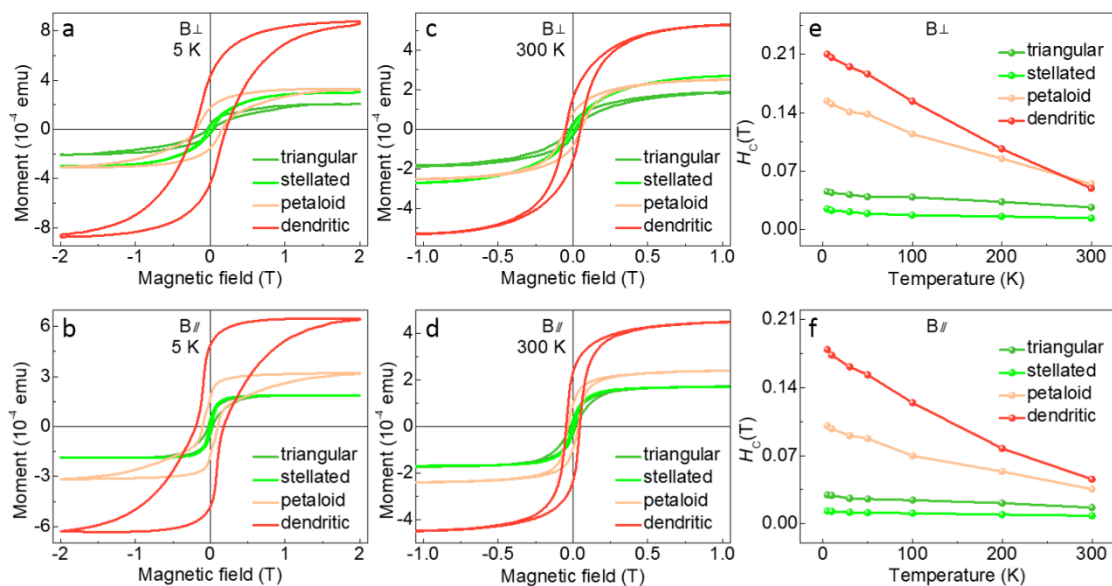 a
B⊥
5 K
Moment (10⁻⁴ emu)
8
4
0
-4
-8
triangular
stellated
petaloid
dendritic
-2
-1
0
1
2
Magnetic field (T)
c
B⊥
300 K
Moment (10⁻⁴ emu)
4
2
0
-2
-4
triangular
stellated
petaloid
dendritic
-1.0
-0.5
0.0
0.5
1.0
Magnetic field (T)
e
B⊥
H_C(T)
0.21
0.14
0.07
0.00
triangular
stellated
petaloid
dendritic
0
100
200
300
Temperature (K)
b
B∥
5 K
Moment (10⁻⁴ emu)
6
3
0
-3
-6
triangular
stellated
petaloid
dendritic
-2
-1
0
1
2
Magnetic field (T)
d
B∥
300 K
Moment (10⁻⁴ emu)
4
2
0
-2
-4
triangular
stellated
petaloid
dendritic
-1.0
-0.5
0.0
0.5
1.0
Magnetic field (T)
f
B∥
H_C(T)
0.21
0.14
0.07
0.00
triangular
stellated
petaloid
dendritic
0
100
200
300
Temperature (K)